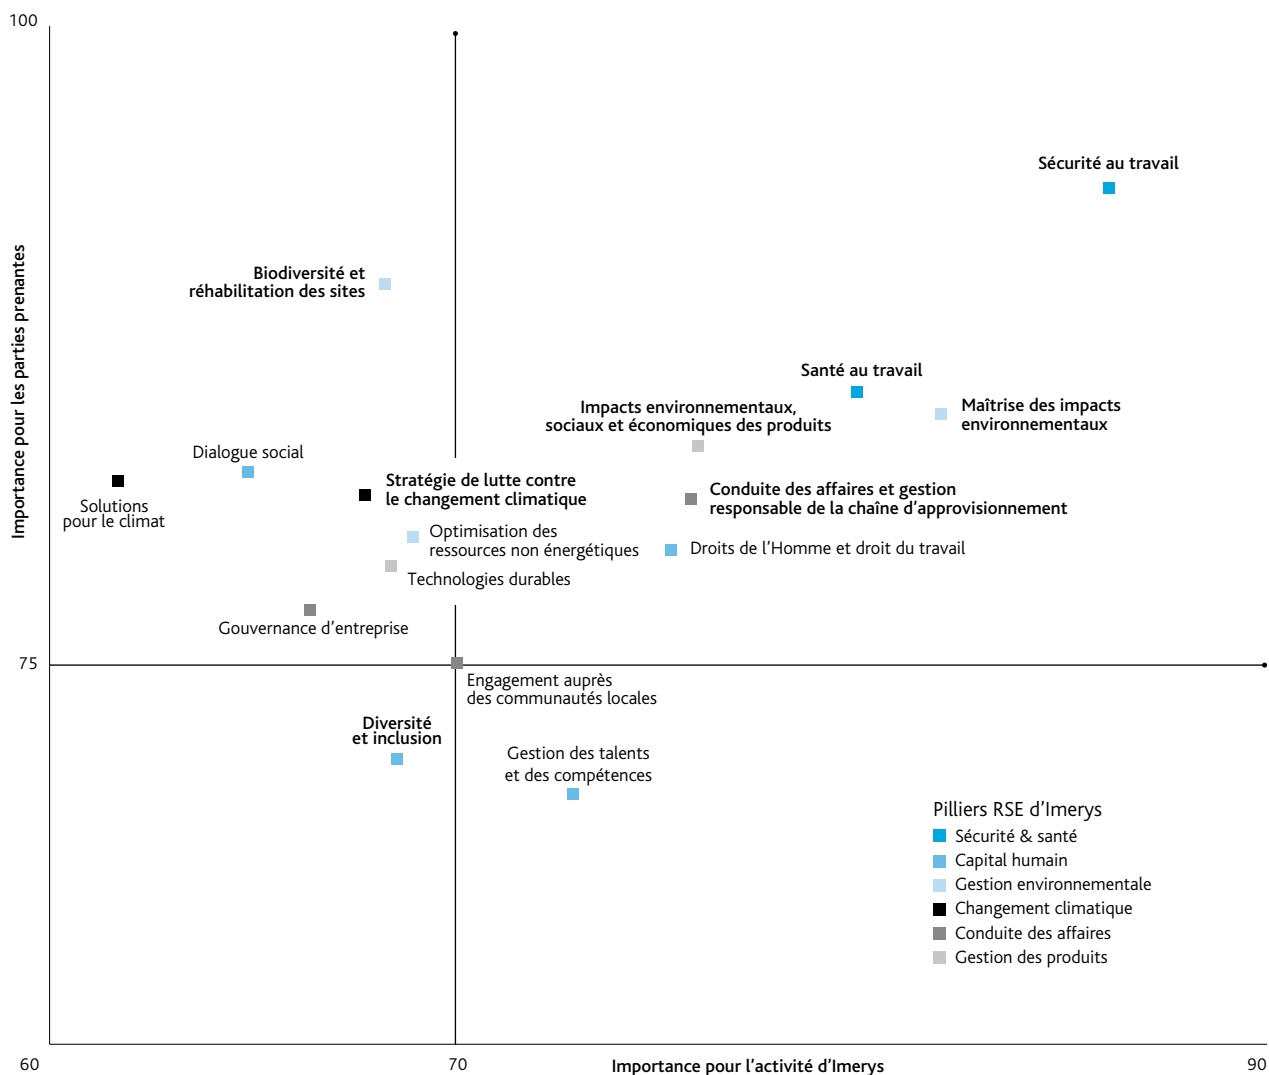 100
Sécurité au travail
Biodiversité et
réhabilitation des sites
Importance pour les parties prenantes
Santé au travail
Impacts environnementaux,
sociaux et économiques des produits
Maîtrise des impacts
environnementaux
Dialogue social
Solutions
pour le climat
Stratégie de lutte contre
le changement climatique
Conduite des affaires et gestion
responsable de la chaîne d’approvisionnement
Optimisation des
ressources non énergétiques
Droits de l’Homme et droit du travail
Technologies durables
Gouvernance d’entreprise
75
Engagement auprès
des communautés locales
Diversité
et inclusion
Gestion des talents
et des compétences
Pilliers RSE d’Imerys
Sécurité & santé
Capital humain
Gestion environnementale
Changement climatique
Conduite des affaires
Gestion des produits
60
70
Importance pour l’activité d’Imerys
90